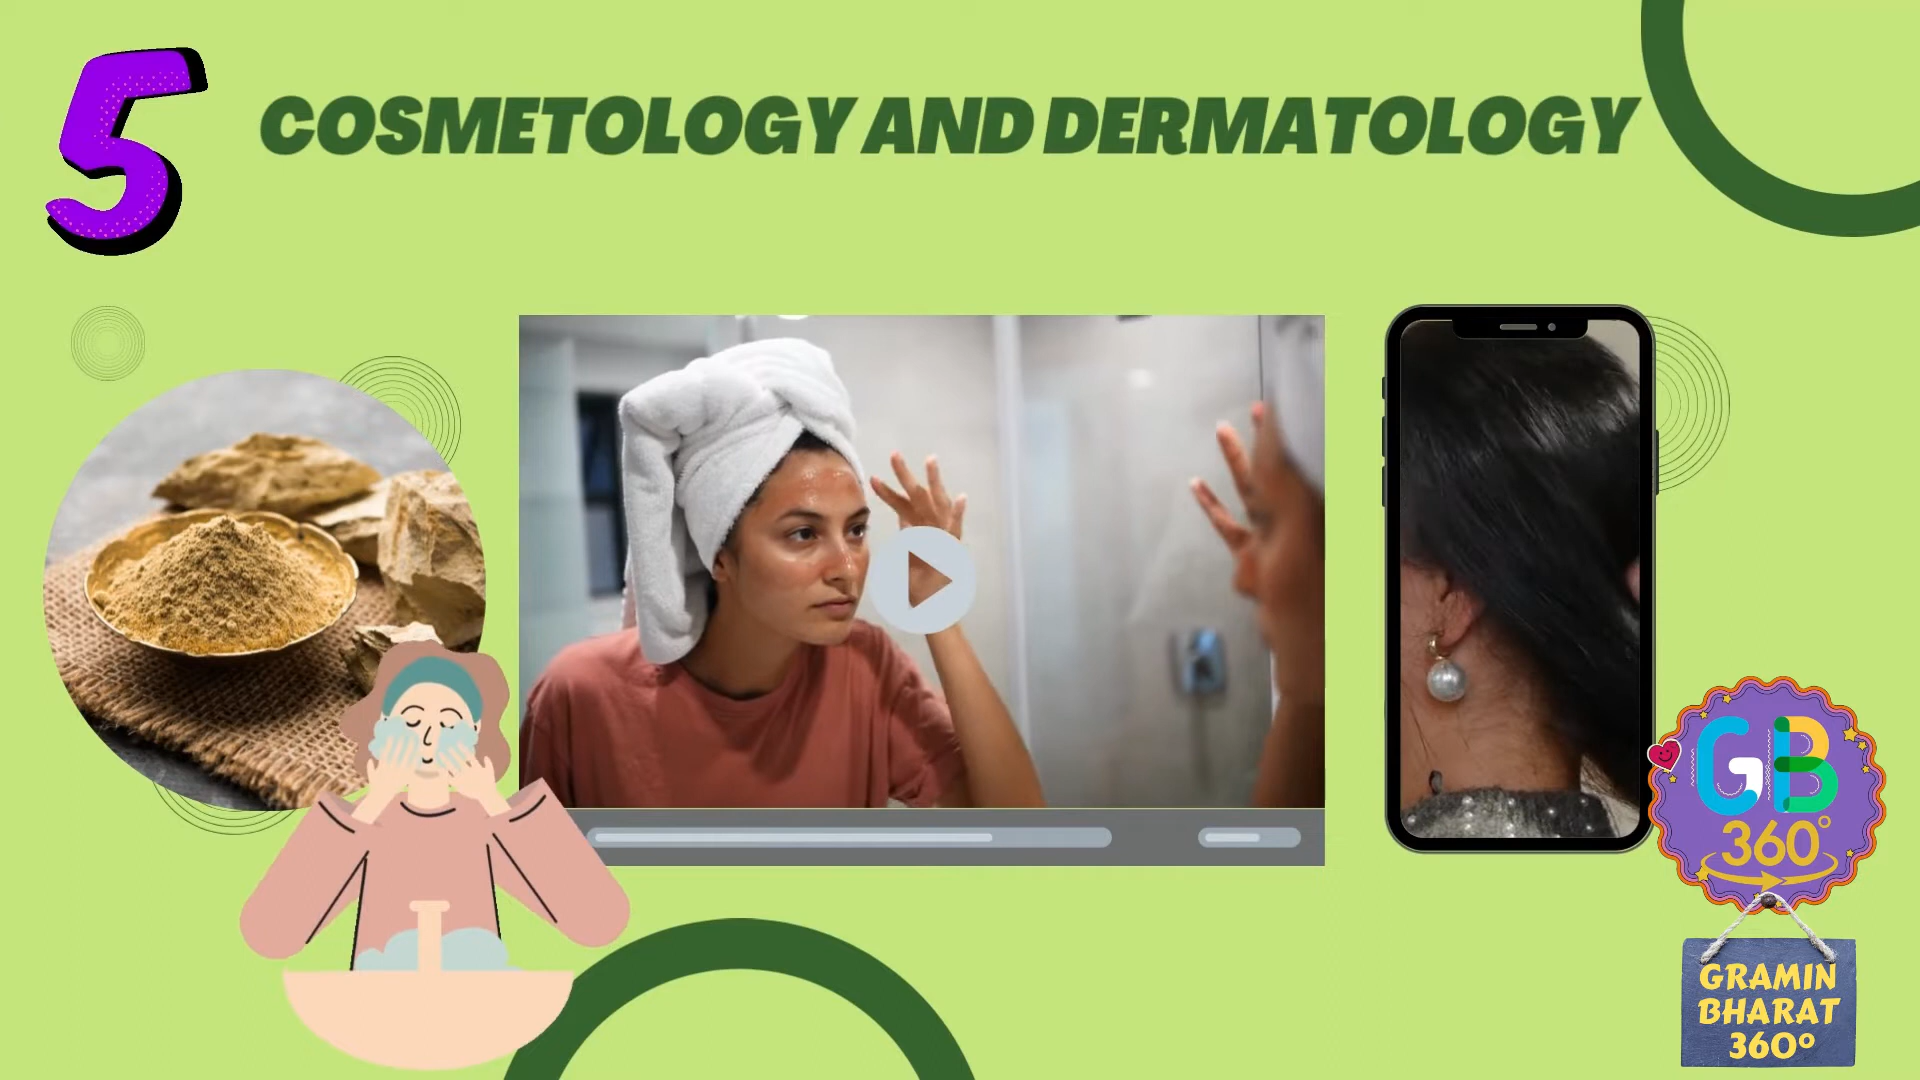 5
COSMETOLOGY AND DERMATOLOGY
GB
360°
GRAMIN
BHARAT
360°